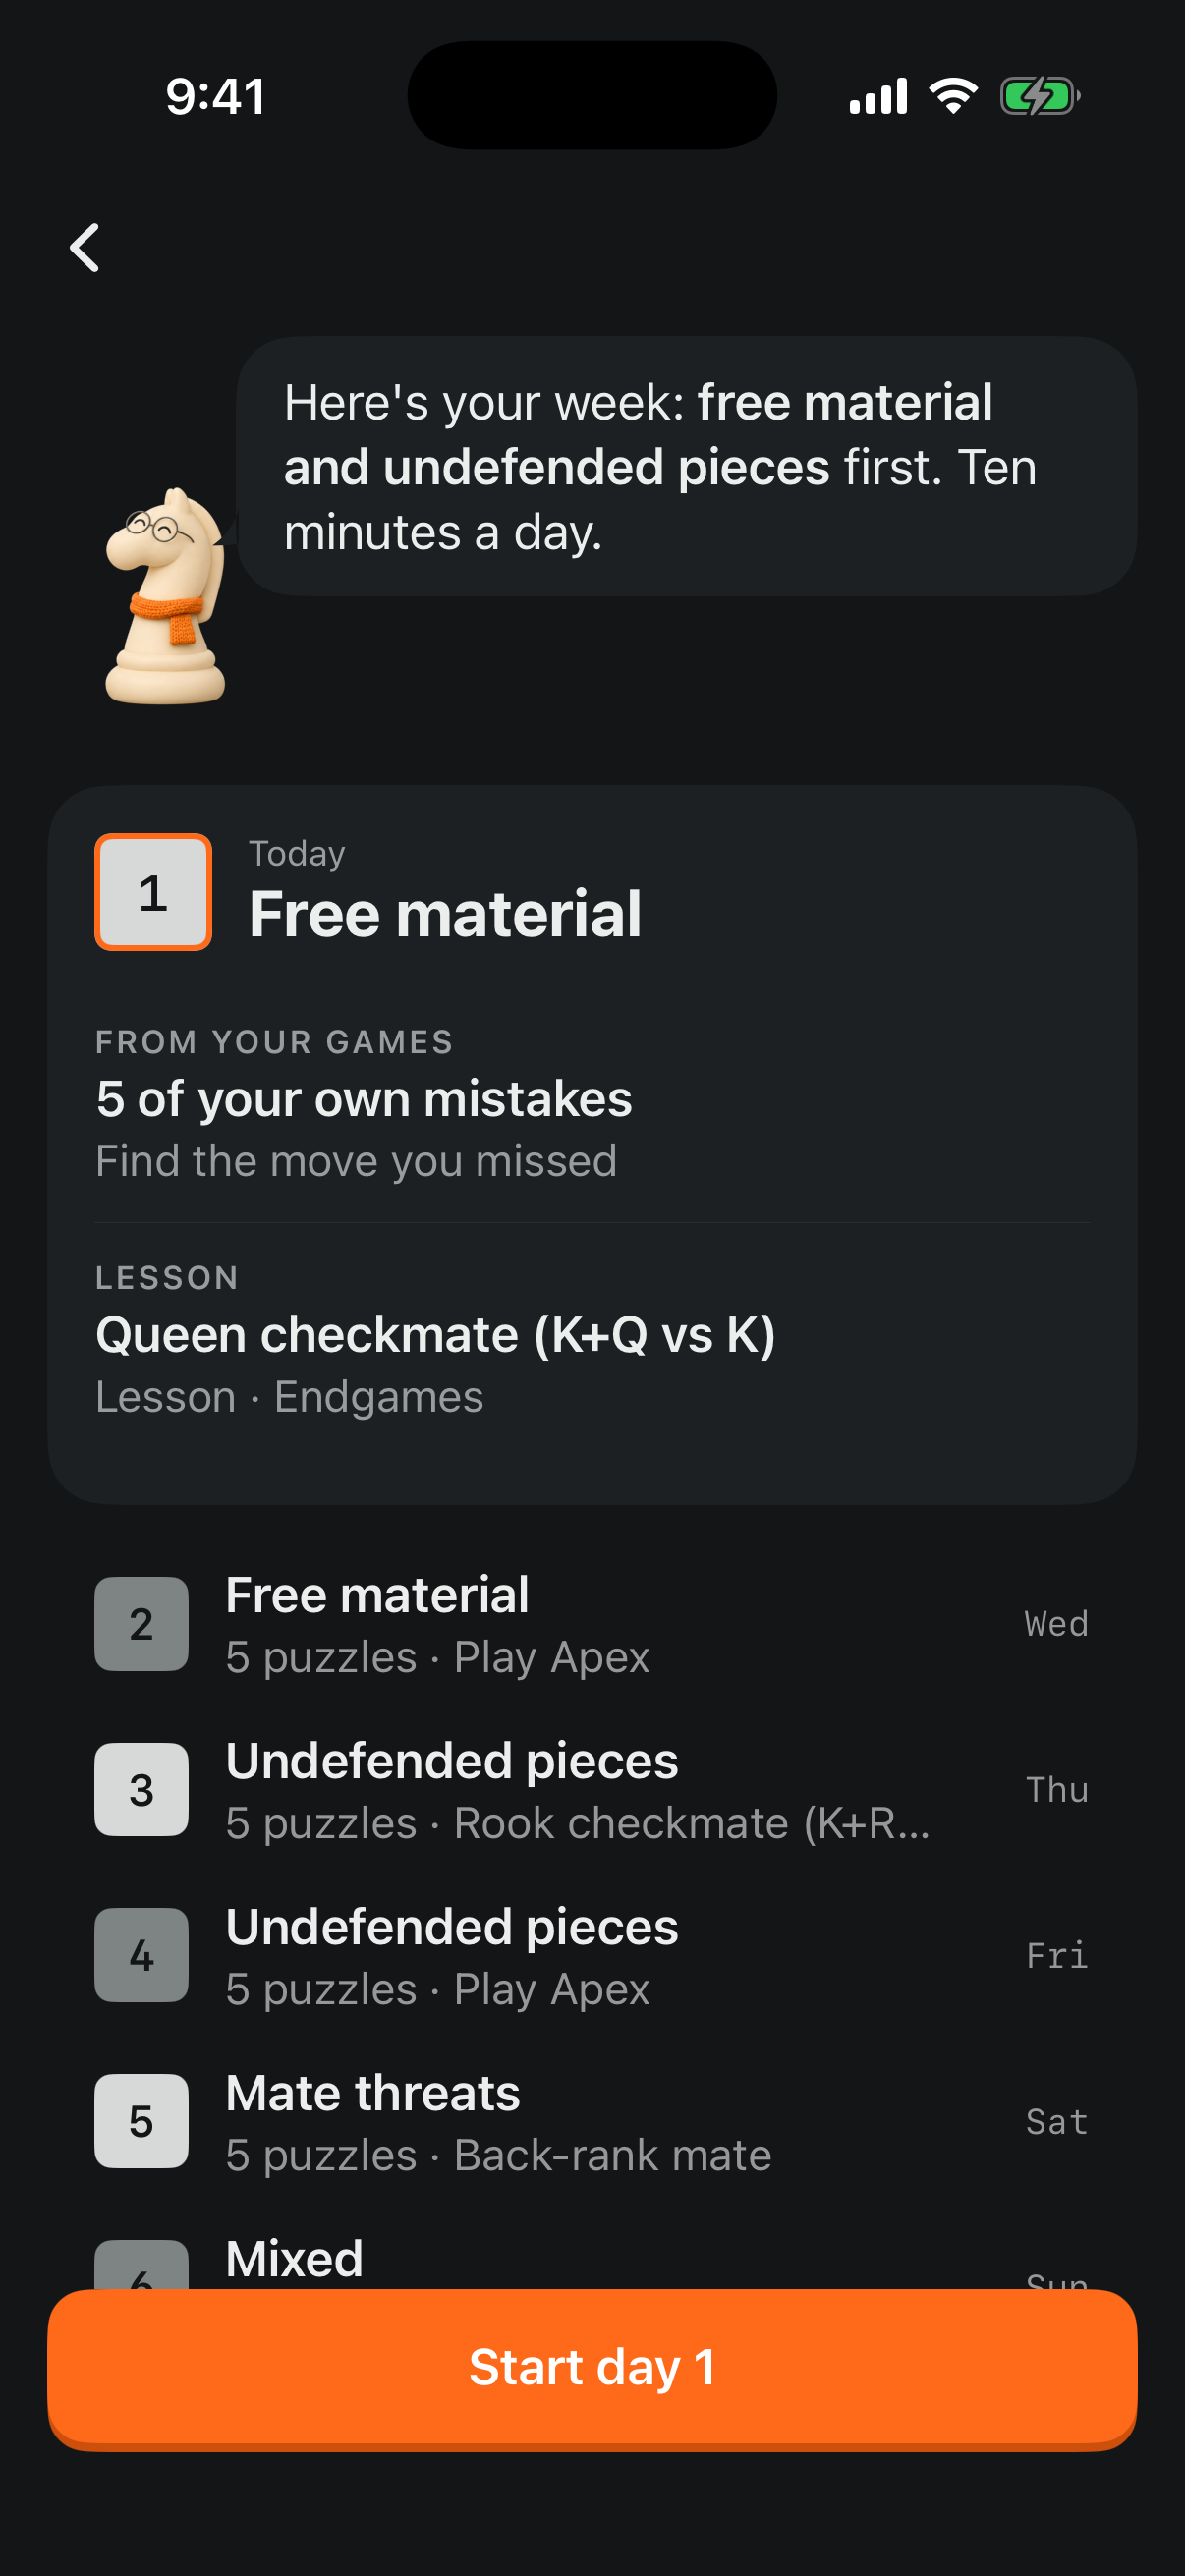 9:41
Here's your week: free material
and undefended pieces first. Ten
minutes a day.
1
Today
Free material
FROM YOUR GAMES
5 of your own mistakes
Find the move you missed
LESSON
Queen checkmate (K+Q vs K)
Lesson · Endgames
2
Free material
5 puzzles · Play Apex
Wed
3
Undefended pieces
5 puzzles · Rook checkmate (K+R...
Thu
4
Undefended pieces
5 puzzles · Play Apex
Fri
5
Mate threats
5 puzzles · Back-rank mate
Sat
6
Mixed
Sun
Start day 1